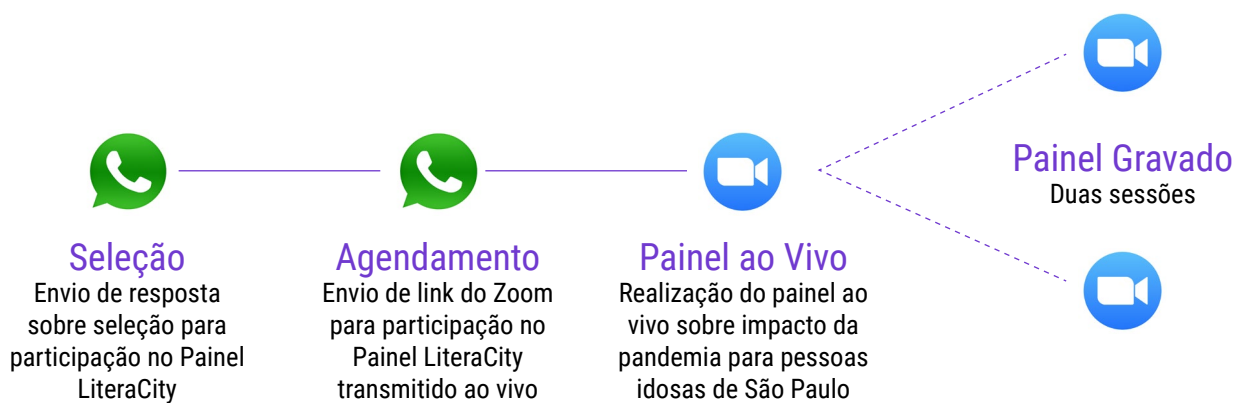 Seleção
Envio de resposta
sobre seleção para
participação no Painel
LiteraCity
Agendamento
Envio de link do Zoom
para participação no
Painel LiteraCity
transmitido ao vivo
Painel ao Vivo
Realização do painel ao
vivo sobre impacto da
pandemia para pessoas
idosas de São Paulo
Painel Gravado
Duas sessões